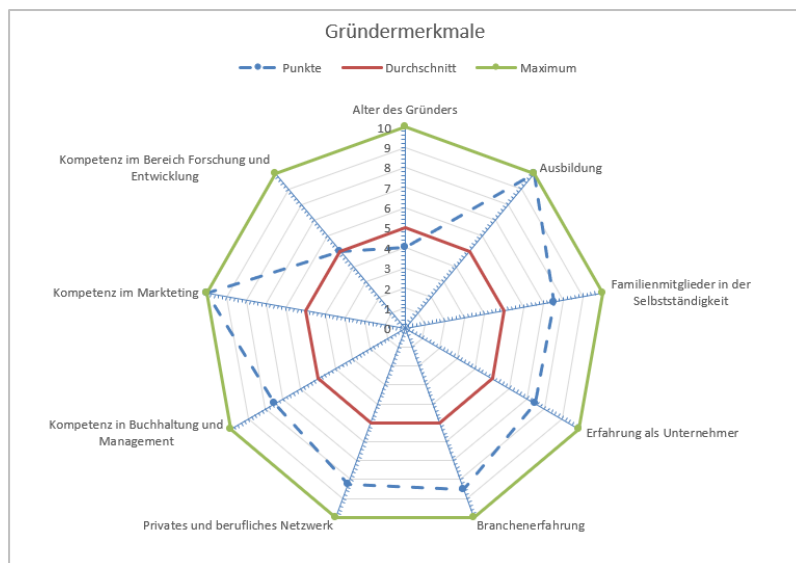 Gründermerkmale
Punkte
Durchschnitt
Maximum
Alter des Gründers
10
9
8
7
6
5
4
3
2
1
0
Ausbildung
Familienmitglieder in der
Selbstständigkeit
Erfahrung als Unternehmer
Branchenerfahrung
Privates und berufliches Netzwerk
Kompetenz in Buchhaltung und
Management
Kompetenz im Markteting
Kompetenz im Bereich Forschung und
Entwicklung